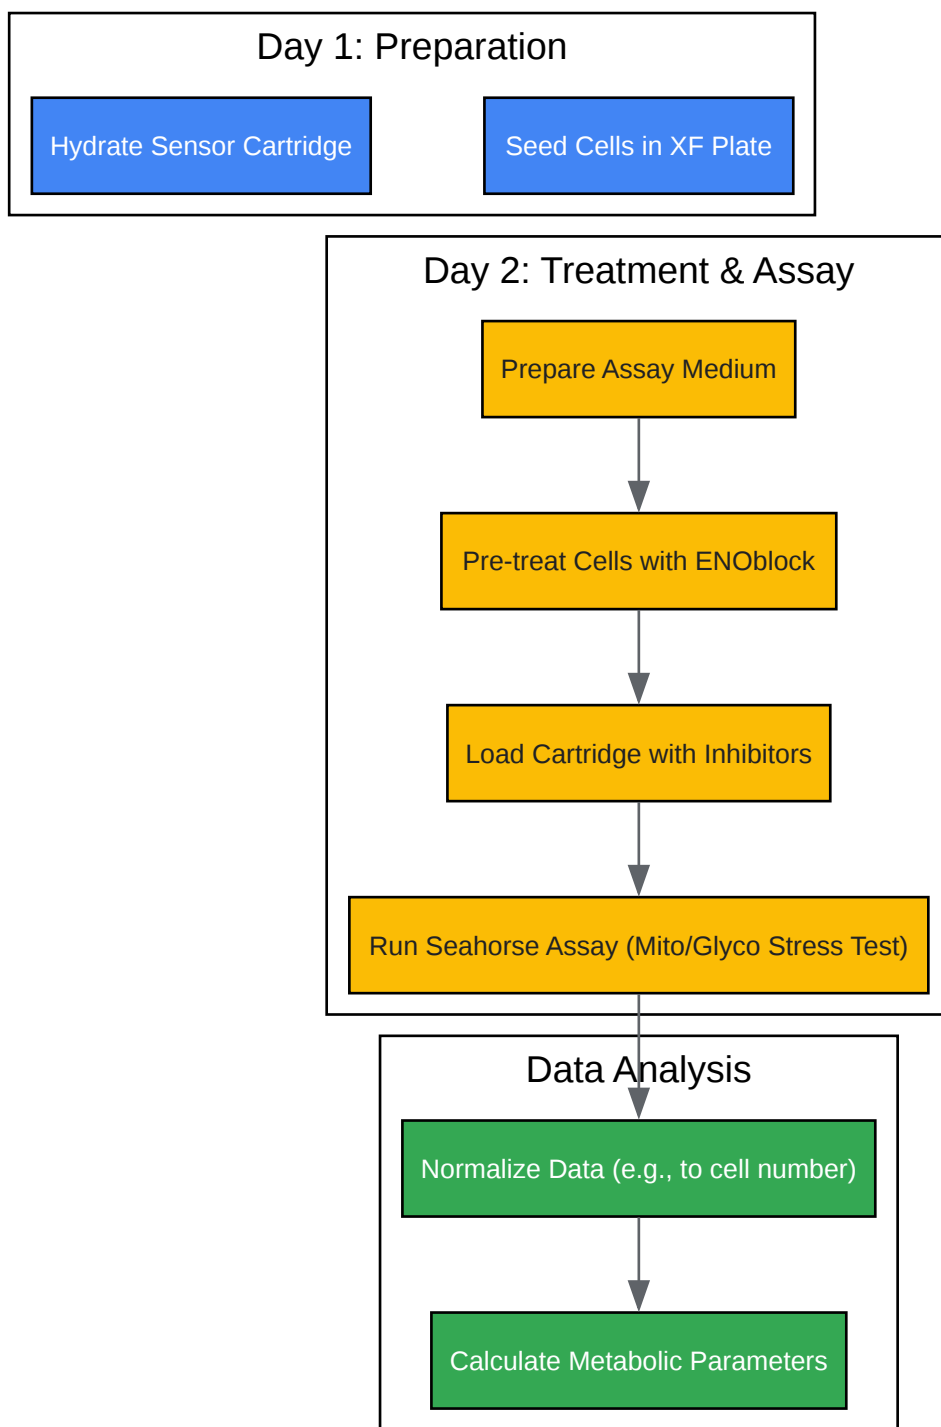 Day 1: Preparation
Hydrate Sensor Cartridge
Seed Cells in XF Plate
Day 2: Treatment & Assay
Prepare Assay Medium
Pre-treat Cells with ENOblock
Load Cartridge with Inhibitors
Run Seahorse Assay (Mito/Glyco Stress Test)
Data Analysis
Normalize Data (e.g., to cell number)
Calculate Metabolic Parameters